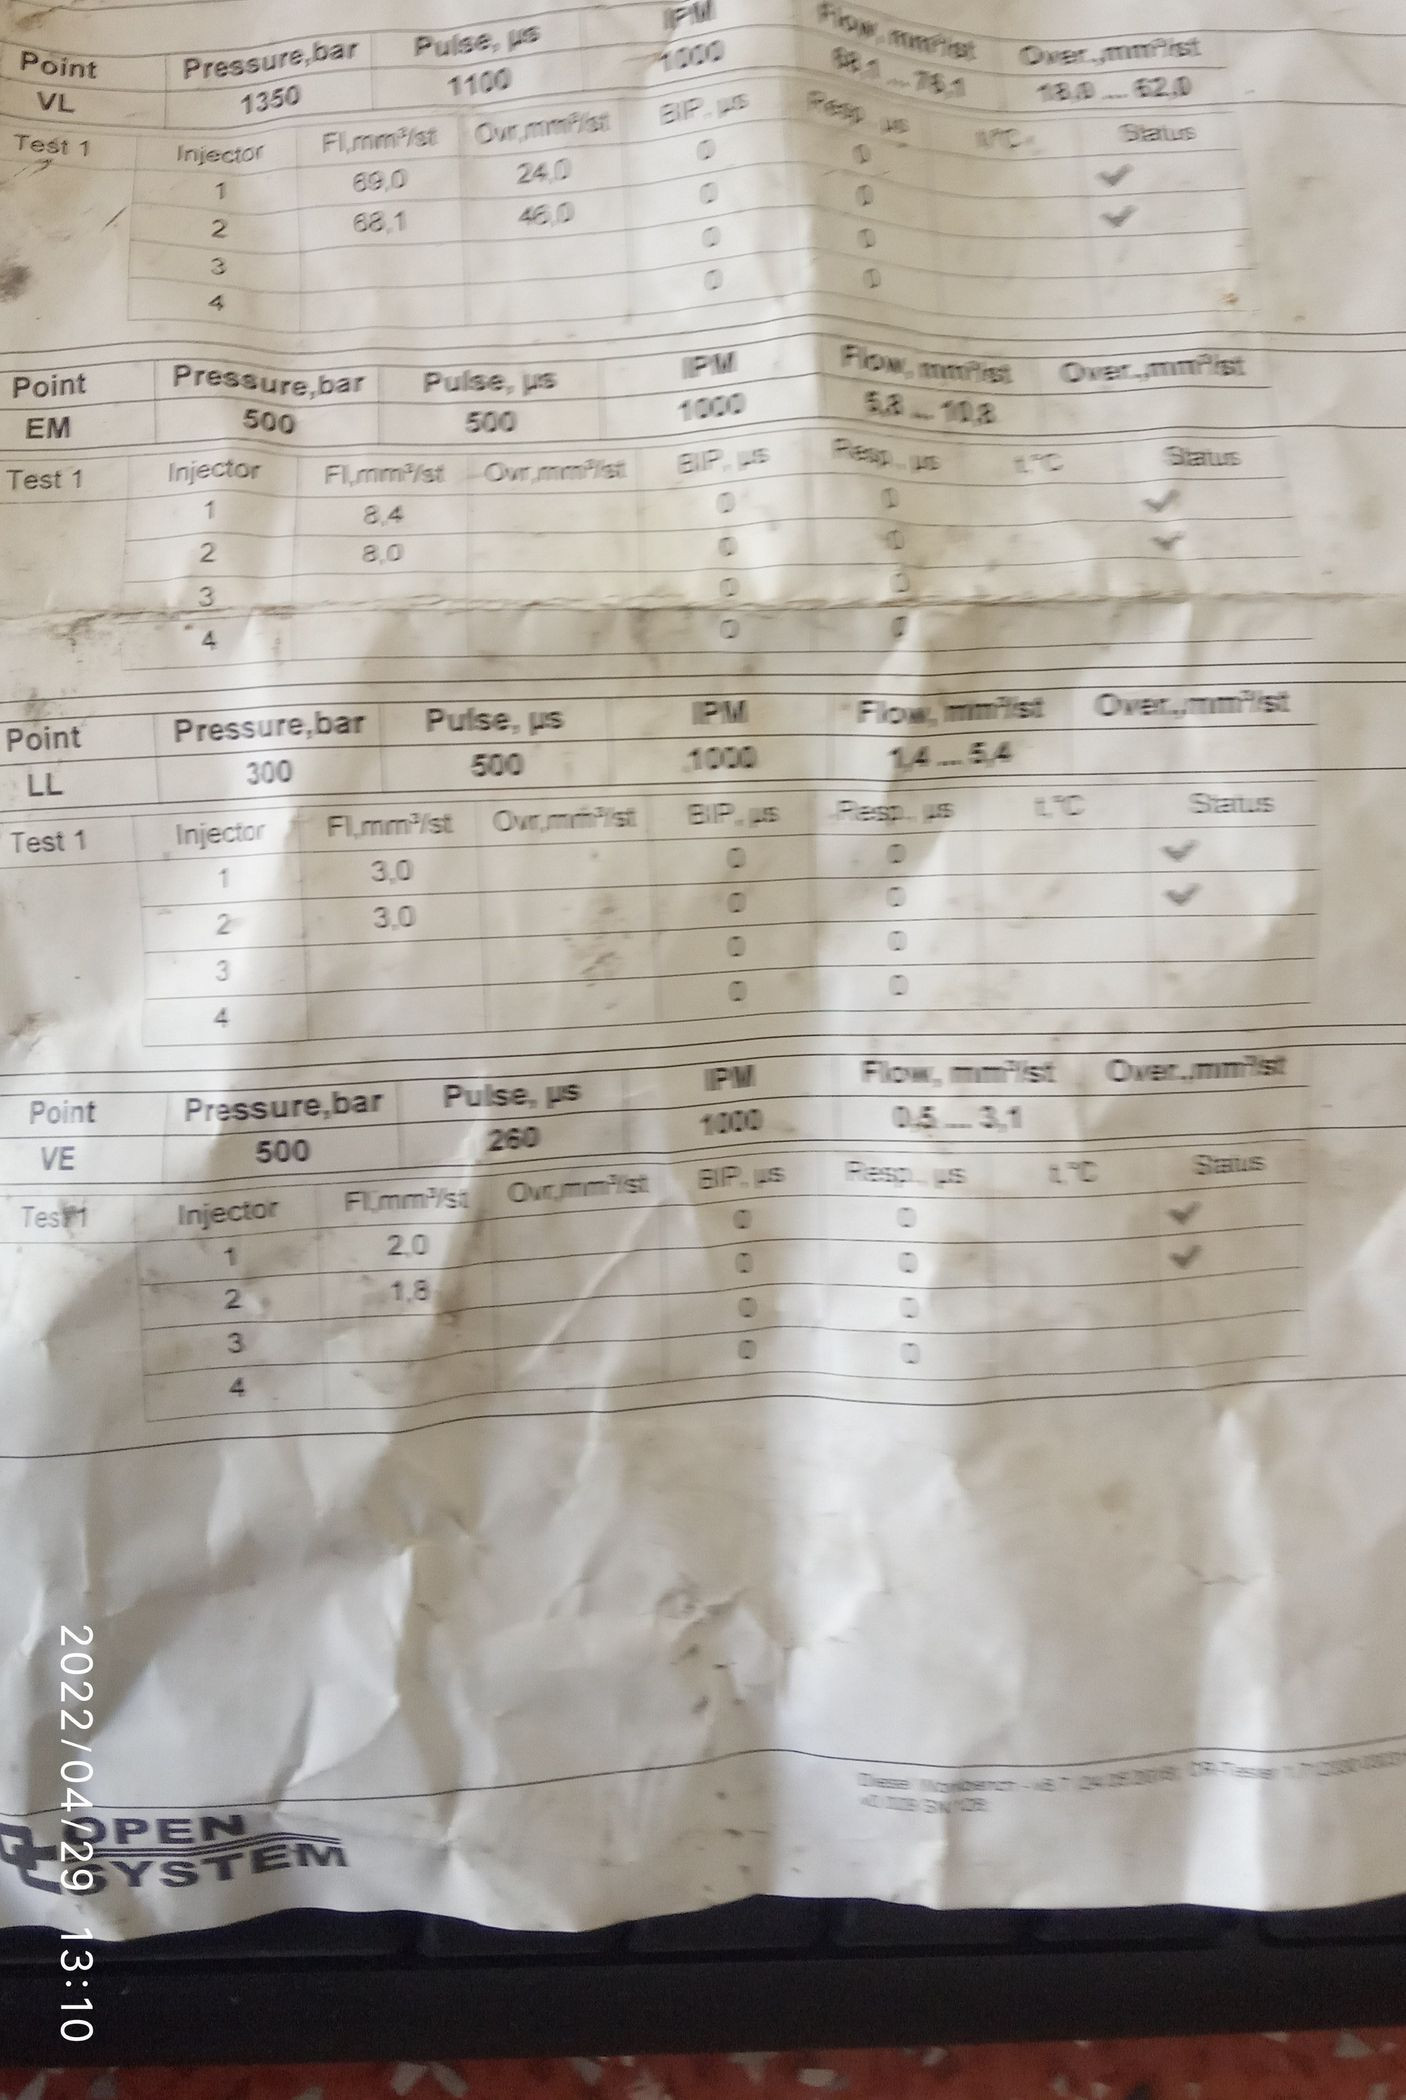 Point Pressure,bar Pulse, µs IPM Flow, mm³/st Over.,mm³/st
VL 1350 1100 1000 68,1 ... 76,1 18,0 ... 62,0
Test 1 Injector Fl,mm³/st Ovr,mm³/st BIP, µs Resp., µs t,°C Status
1 69,0 24,0 0 0
2 68,1 46,0 0 0
3 0 0
4 0 0
Point Pressure,bar Pulse, µs IPM Flow, mm³/st Over.,mm³/st
EM 500 500 1000 5,8 ... 10,8
Test 1 Injector Fl,mm³/st Ovr,mm³/st BIP, µs Resp., µs t,°C Status
1 8,4 0 0
2 8,0 0 0
3 0 0
4 0 0
Point Pressure,bar Pulse, µs IPM Flow, mm³/st Over.,mm³/st
LL 300 500 1000 1,4 ... 5,4
Test 1 Injector Fl,mm³/st Ovr,mm³/st BIP, µs Resp., µs t,°C Status
1 3,0 0 0
2 3,0 0 0
3 0 0
4 0 0
Point Pressure,bar Pulse, µs IPM Flow, mm³/st Over.,mm³/st
VE 500 260 1000 0,5 ... 3,1
Test 1 Injector Fl,mm³/st Ovr,mm³/st BIP, µs Resp., µs t,°C Status
1 2,0 0 0
2 1,8 0 0
3 0 0
4 0 0
Diesel Workbench - CR-Tester
OPEN
SYSTEM
2022/04/29 13:10